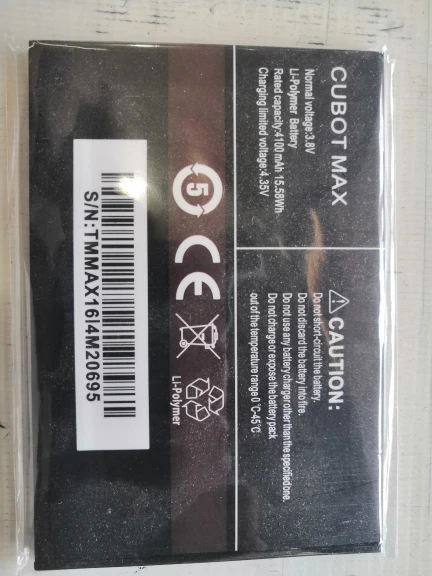 CUBOT MAX
Normal voltage:3.8V
Li-Polymer Battery
Rated capacity:4100mAh 15.58Wh
Charging limited voltage:4.35V
CAUTION:
Do not short-circuit the battery.
Do not discard the battery into fire.
Do not use any battery charger other than the specified one.
Do not charge or expose the battery pack
out of the temperature range 0 °C-45°C
5
CE
Li-Polymer
S/N:TMMAX16I4M20695